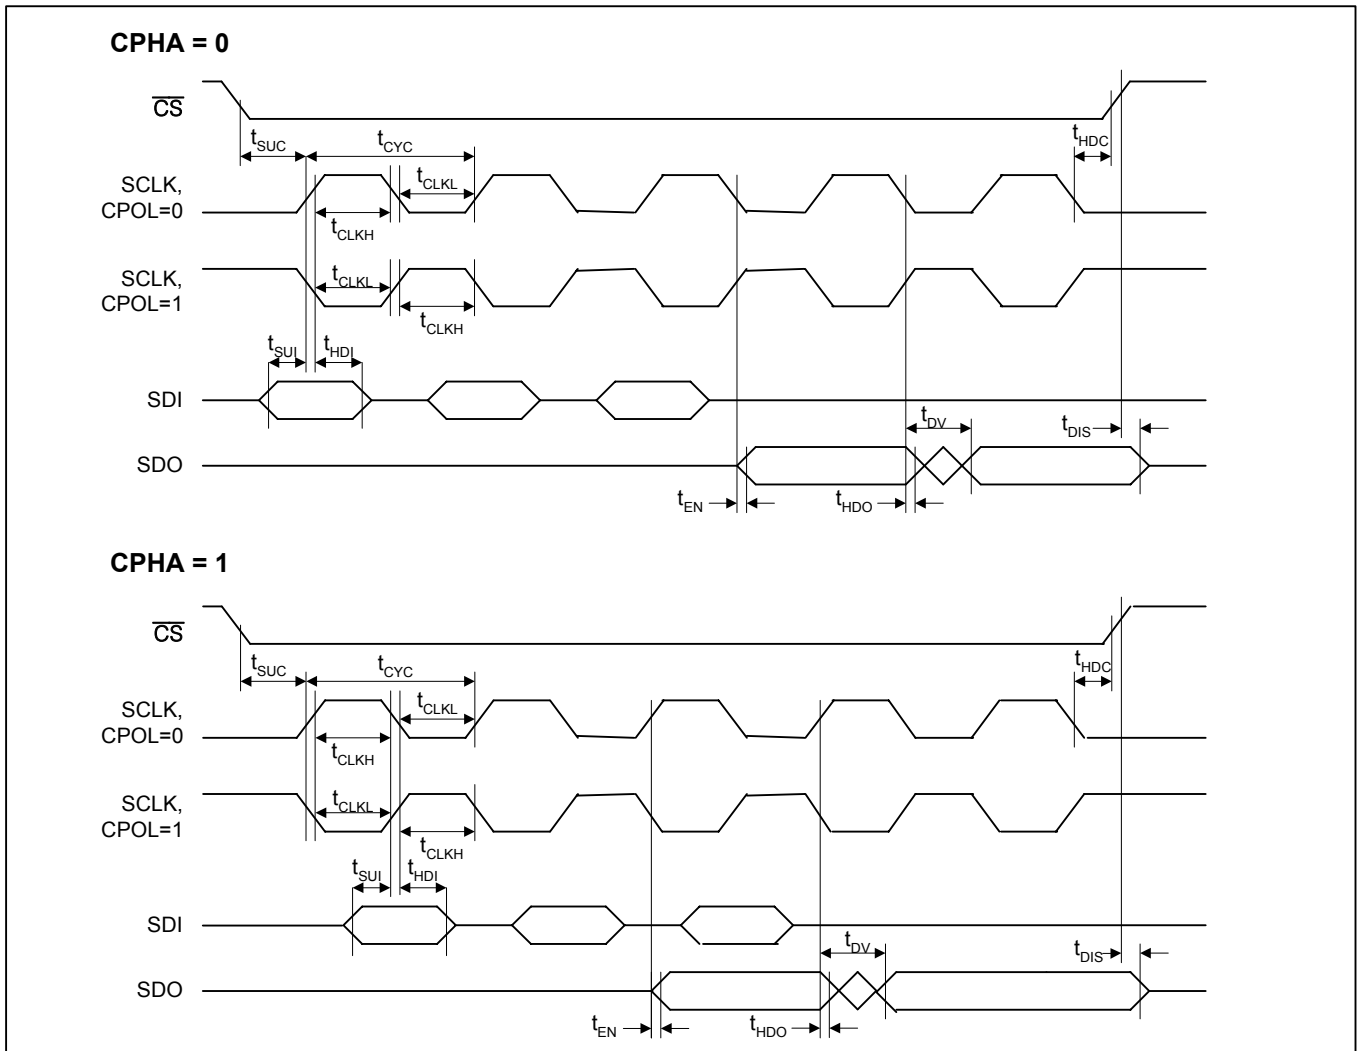 CPHA = 0
CS
tSUC
tCYC
tHDC
SCLK,
CPOL=0
tCLKL
tCLKH
SCLK,
CPOL=1
tCLKL
tCLKH
tSUI
tHDI
SDI
tDV
tDIS
SDO
tEN
tHDO
CPHA = 1
CS
tSUC
tCYC
tHDC
SCLK,
CPOL=0
tCLKL
tCLKH
SCLK,
CPOL=1
tCLKL
tCLKH
tSUI
tHDI
SDI
tDV
tDIS
SDO
tEN
tHDO